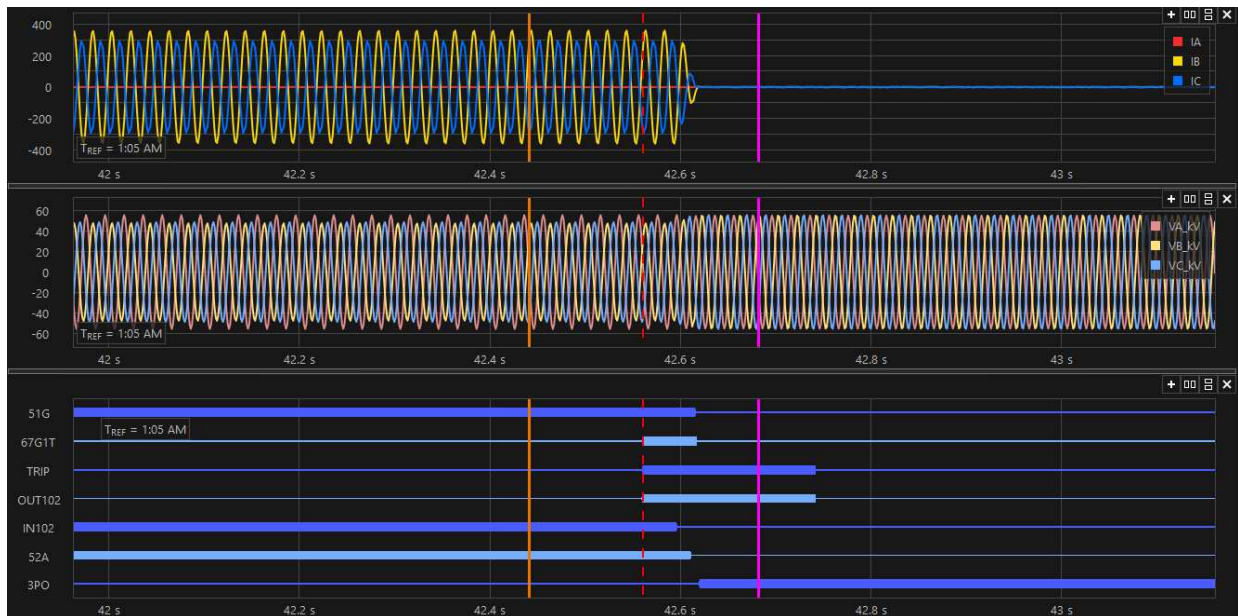 400
200
0
-200
-400
IA
IB
IC
TREF = 1:05 AM
42 s
42.2 s
42.4 s
42.6 s
42.8 s
43 s
60
40
20
0
-20
-40
-60
VA_kV
VB_kV
VC_kV
TREF = 1:05 AM
42 s
42.2 s
42.4 s
42.6 s
42.8 s
43 s
51G
TREF = 1:05 AM
67G1T
TRIP
OUT102
IN102
52A
3PO
42 s
42.2 s
42.4 s
42.6 s
42.8 s
43 s